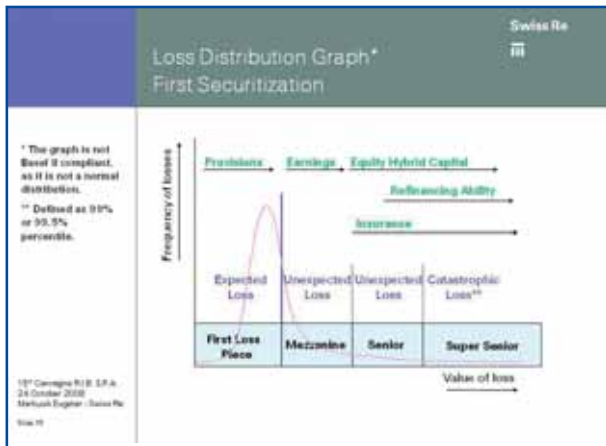 Swiss Re
Loss Distribution Graph*
First Securitization
* The graph is not
Basel II compliant,
as it is not a normal
distribution.
** Defined as 99%
or 99.5%
percentile.
Frequency of losses
Provisions
Earnings
Equity Hybrid Capital
Refinancing Ability
Insurance
Expected
Loss
Unexpected
Loss
Unexpected
Loss
Catastrophic
Loss**
First Loss
Piece
Mezzanine
Senior
Super Senior
Value of loss
S.P.A.
24 October 2008
Swiss Re
Slide